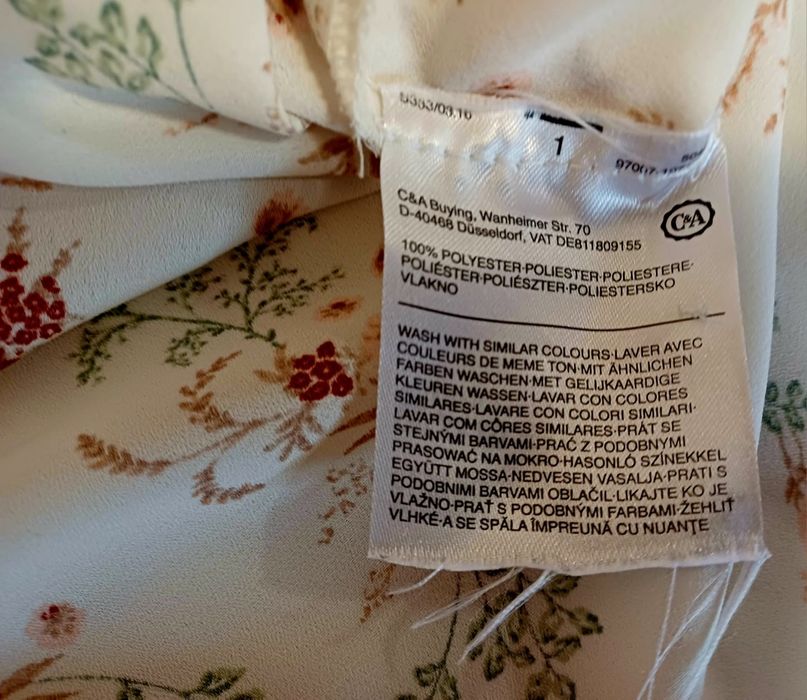 1
C&A Buying, Wanheimer Str. 70
D-40468 Düsseldorf, VAT DE811809155
C&A
100% POLYESTER·POLIESTER·POLIESTERE·
POLIÉSTER·POLIÉSZTER·POLIESTERSKO
VLAKNO
WASH WITH SIMILAR COLOURS·LAVER AVEC
COULEURS DE MEME TON·MIT ÄHNLICHEN
FARBEN WASCHEN·MET GELIJKAARDIGE
KLEUREN WASSEN·LAVAR CON COLORES
SIMILARES·LAVARE CON COLORI SIMILARI·
LAVAR COM CÔRES SIMILARES·PRÁT SE
STEJNÝMI BARVAMI·PRAĆ Z PODOBNYMI
PRASOWAĆ NA MOKRO·HASONLÓ SZÍNEKKEL
EGYÜTT MOSSA·NEDVESEN VASALJA·PRATI S
PODOBNIMI BARVAMI OBLAČIL·LIKAJTE KO JE
VLAŽNO·PRAŤ S PODOBNÝMI FARBAMI·ŽEHLIŤ
VLHKÉ·A SE SPĂLA ÎMPREUNĂ CU NUANŢE